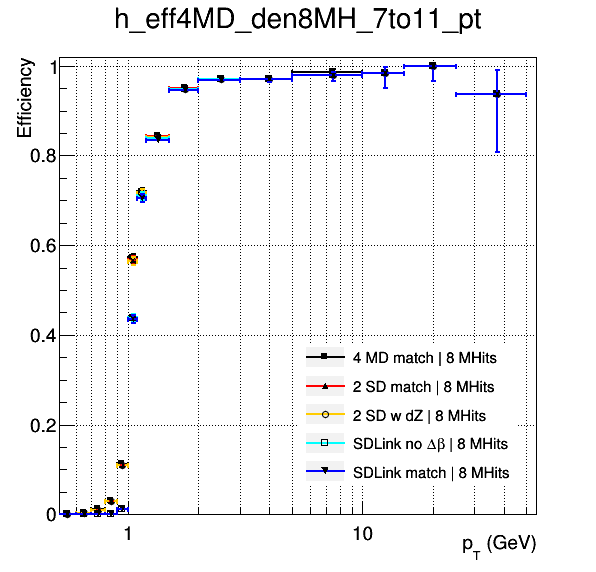 h_eff4MD_den8MH_7to11_pt
Efficiency
1
0.8
0.6
0.4
0.2
0
4 MD match | 8 MHits
2 SD match | 8 MHits
2 SD w dZ | 8 MHits
SDLink no Δβ | 8 MHits
SDLink match | 8 MHits
1 10
p_T (GeV)